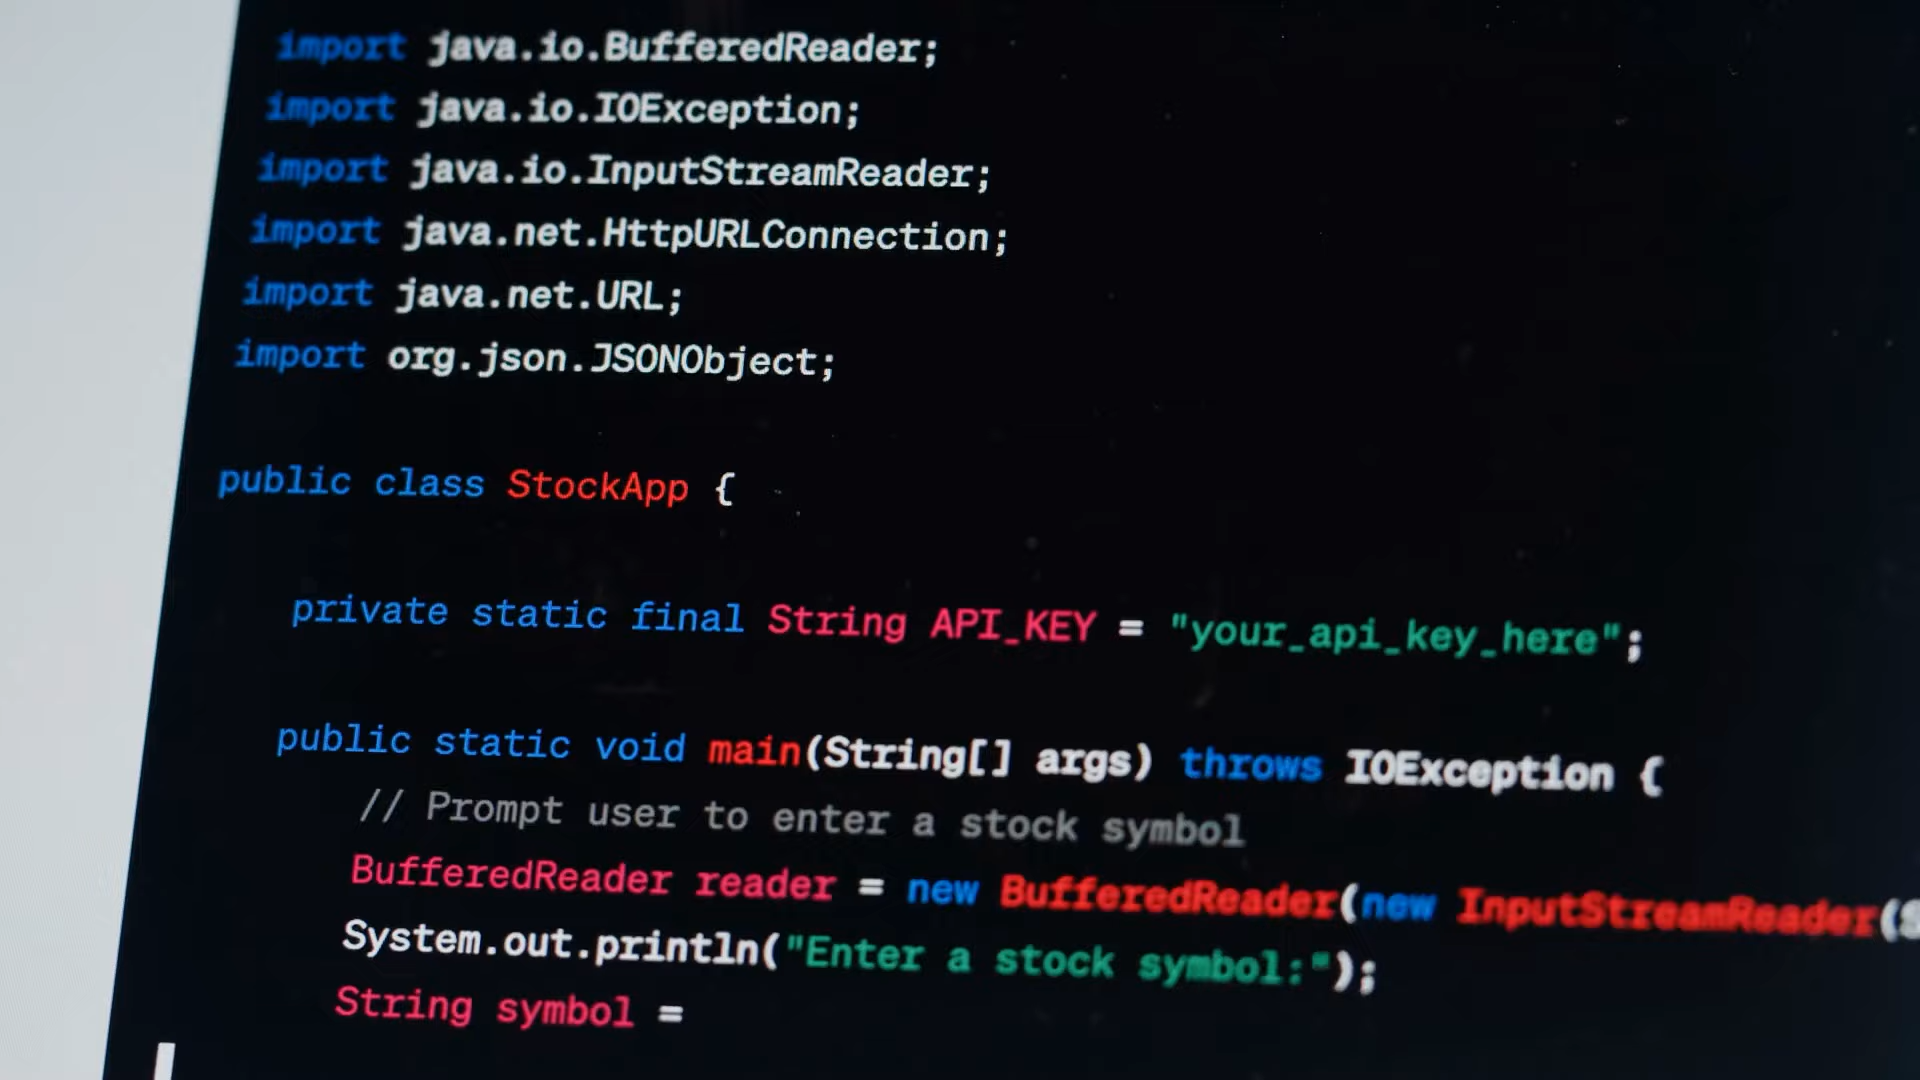 import java.io.BufferedReader;
import java.io.IOException;
import java.io.InputStreamReader;
import java.net.HttpURLConnection;
import java.net.URL;
import org.json.JSONObject;
public class StockApp {
private static final String API_KEY = "your_api_key_here";
public static void main(String[] args) throws IOException {
// Prompt user to enter a stock symbol
BufferedReader reader = new BufferedReader(new InputStreamReader(
System.out.println("Enter a stock symbol:");
String symbol =